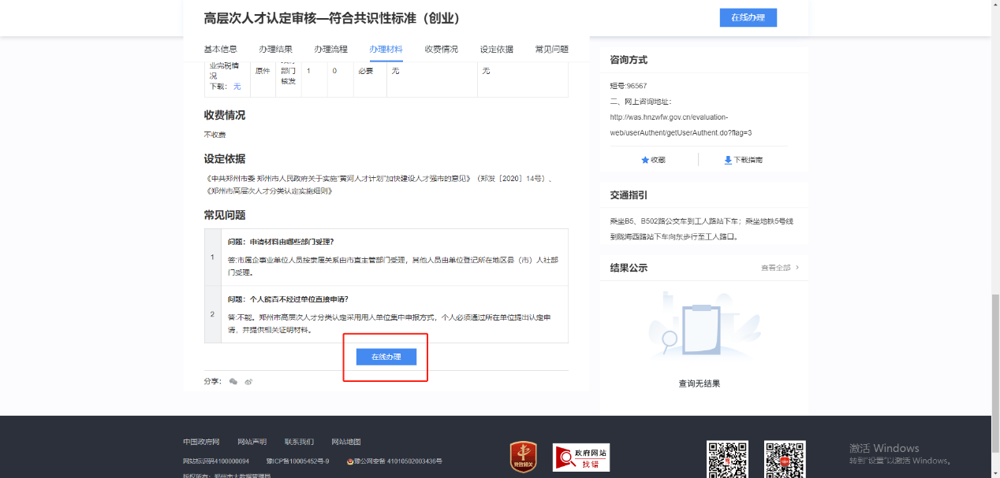 高层次人才认定审核—符合共识性标准（创业）
在线办理
基本信息 办理结果 办理流程 办理材料 收费情况 设定依据 常见问题
业完税情况
下载： 无
原件
政府部门核发
1
0
必要
无
无
收费情况
不收费
设定依据
《中共郑州市委 郑州市人民政府关于实施“黄河人才计划”加快建设人才强市的意见》（郑发〔2020〕14号）、
《郑州市高层次人才分类认定实施细则》
常见问题
1
问题：申请材料由哪些部门受理？
答:市属企事业单位人员按隶属关系由市直主管部门受理，其他人员由单位登记所在地区县（市）人社部
门受理。
2
问题：个人能否不经过单位直接申请？
答:不能。郑州市高层次人才分类认定采用用人单位集中申报方式，个人必须通过所在单位提出认定申
请，并提供相关证明材料。
在线办理
分享：
咨询方式
短号:96567
二、网上咨询地址：
http://was.hnzwfw.gov.cn/evaluation-
web/userAuthent/getUserAuthent.do?flag=3
收藏 下载指南
交通指引
乘坐B5、B502路公交车到工人路站下车；乘坐地铁5号线
到陇海西路站下车向东步行至工人路口。
结果公示 查看全部 >
查询无结果
中国政府网 网站声明 联系我们 网站地图
网站标识码4100000094 豫ICP备10005452号-9 豫公网安备 41010502003436号
版权所有：郑州市大数据管理局
党政机关
政府网站
找错
激活 Windows
转到“设置”以激活 Windows。